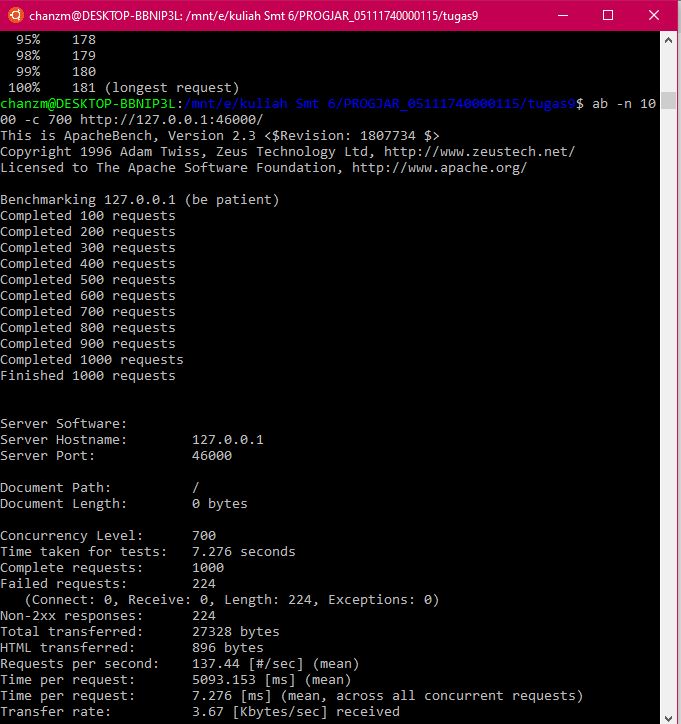 chanzm@DESKTOP-BBNIP3L: /mnt/e/kuliah Smt 6/PROGJAR_05111740000115/tugas9
95% 178
98% 179
99% 180
100% 181 (longest request)
chanzm@DESKTOP-BBNIP3L:/mnt/e/kuliah Smt 6/PROGJAR_05111740000115/tugas9$ ab -n 10
00 -c 700 http://127.0.0.1:46000/
This is ApacheBench, Version 2.3 <$Revision: 1807734 $>
Copyright 1996 Adam Twiss, Zeus Technology Ltd, http://www.zeustech.net/
Licensed to The Apache Software Foundation, http://www.apache.org/

Benchmarking 127.0.0.1 (be patient)
Completed 100 requests
Completed 200 requests
Completed 300 requests
Completed 400 requests
Completed 500 requests
Completed 600 requests
Completed 700 requests
Completed 800 requests
Completed 900 requests
Completed 1000 requests
Finished 1000 requests

Server Software:
Server Hostname: 127.0.0.1
Server Port: 46000

Document Path: /
Document Length: 0 bytes

Concurrency Level: 700
Time taken for tests: 7.276 seconds
Complete requests: 1000
Failed requests: 224
(Connect: 0, Receive: 0, Length: 224, Exceptions: 0)
Non-2xx responses: 224
Total transferred: 27328 bytes
HTML transferred: 896 bytes
Requests per second: 137.44 [#/sec] (mean)
Time per request: 5093.153 [ms] (mean)
Time per request: 7.276 [ms] (mean, across all concurrent requests)
Transfer rate: 3.67 [Kbytes/sec] received